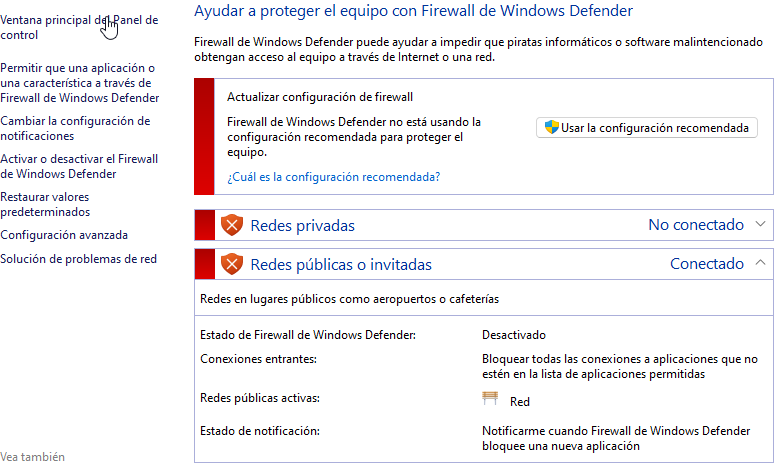 Ventana principal del Panel de
control
Permitir que una aplicación o
una característica a través de
Firewall de Windows Defender
Cambiar la configuración de
notificaciones
Activar o desactivar el Firewall
de Windows Defender
Restaurar valores
predeterminados
Configuración avanzada
Solución de problemas de red
Vea también
Ayudar a proteger el equipo con Firewall de Windows Defender
Firewall de Windows Defender puede ayudar a impedir que piratas informáticos o software malintencionado
obtengan acceso al equipo a través de Internet o una red.
Actualizar configuración de firewall
Firewall de Windows Defender no está usando la
configuración recomendada para proteger el
equipo.
Usar la configuración recomendada
¿Cuál es la configuración recomendada?
Redes privadas No conectado
Redes públicas o invitadas Conectado
Redes en lugares públicos como aeropuertos o cafeterías
Estado de Firewall de Windows Defender: Desactivado
Conexiones entrantes: Bloquear todas las conexiones a aplicaciones que no
estén en la lista de aplicaciones permitidas
Redes públicas activas: Red
Estado de notificación: Notificarme cuando Firewall de Windows Defender
bloquee una nueva aplicación